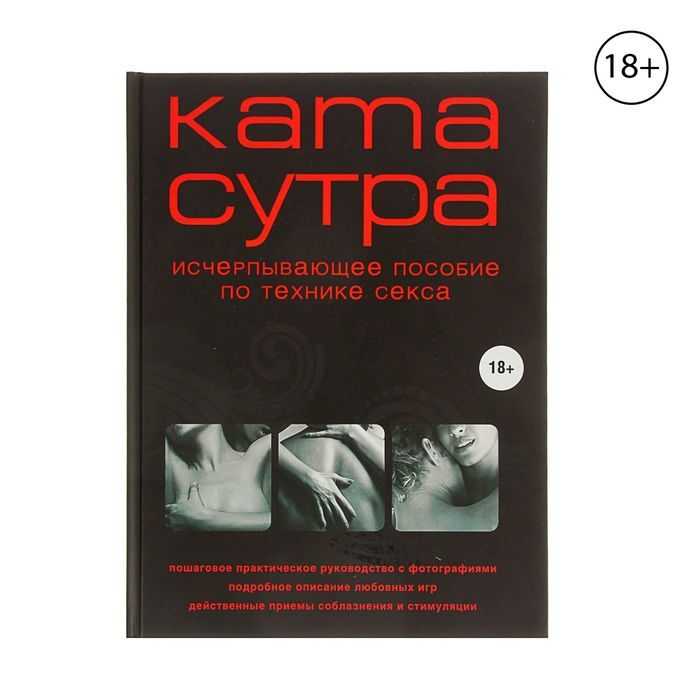 18+
кama
сутра
исчерпывающее пособие
по технике секса
18+
пошаговое практическое руководство с фотографиями
подробное описание любовных игр
действенные приемы соблазнения и стимуляции